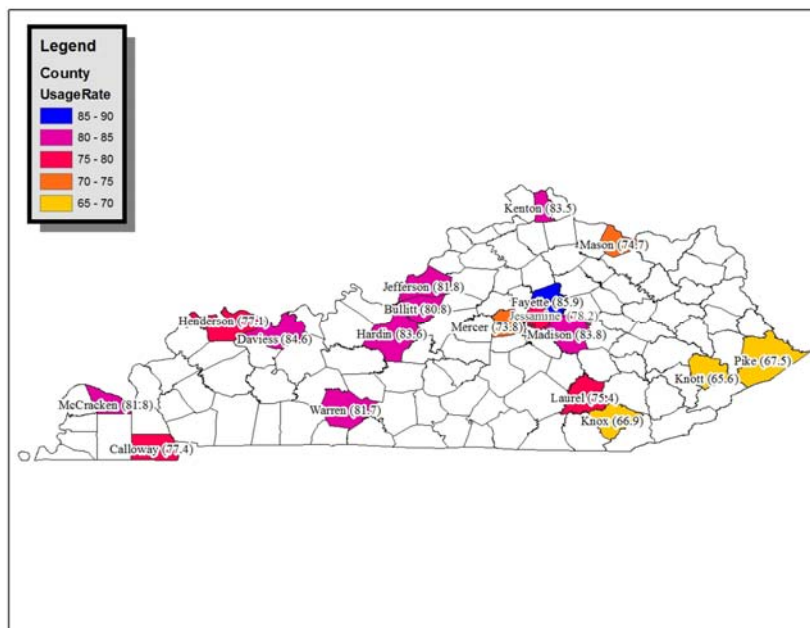 Legend
County
UsageRate
85 - 90
80 - 85
75 - 80
70 - 75
65 - 70
Kenton (83.5)
Mason (74.7)
Jefferson (81.8)
Bullitt (80.8)
Fayette (85.9)
Jessamine (78.2)
Henderson (77.1)
Daviess (84.6)
Hardin (83.6)
Mercer (73.8)
Madison (83.8)
Pike (67.5)
Knott (65.6)
McCracken (81.8)
Warren (81.7)
Laurel (75.4)
Knox (66.9)
Calloway (77.4)